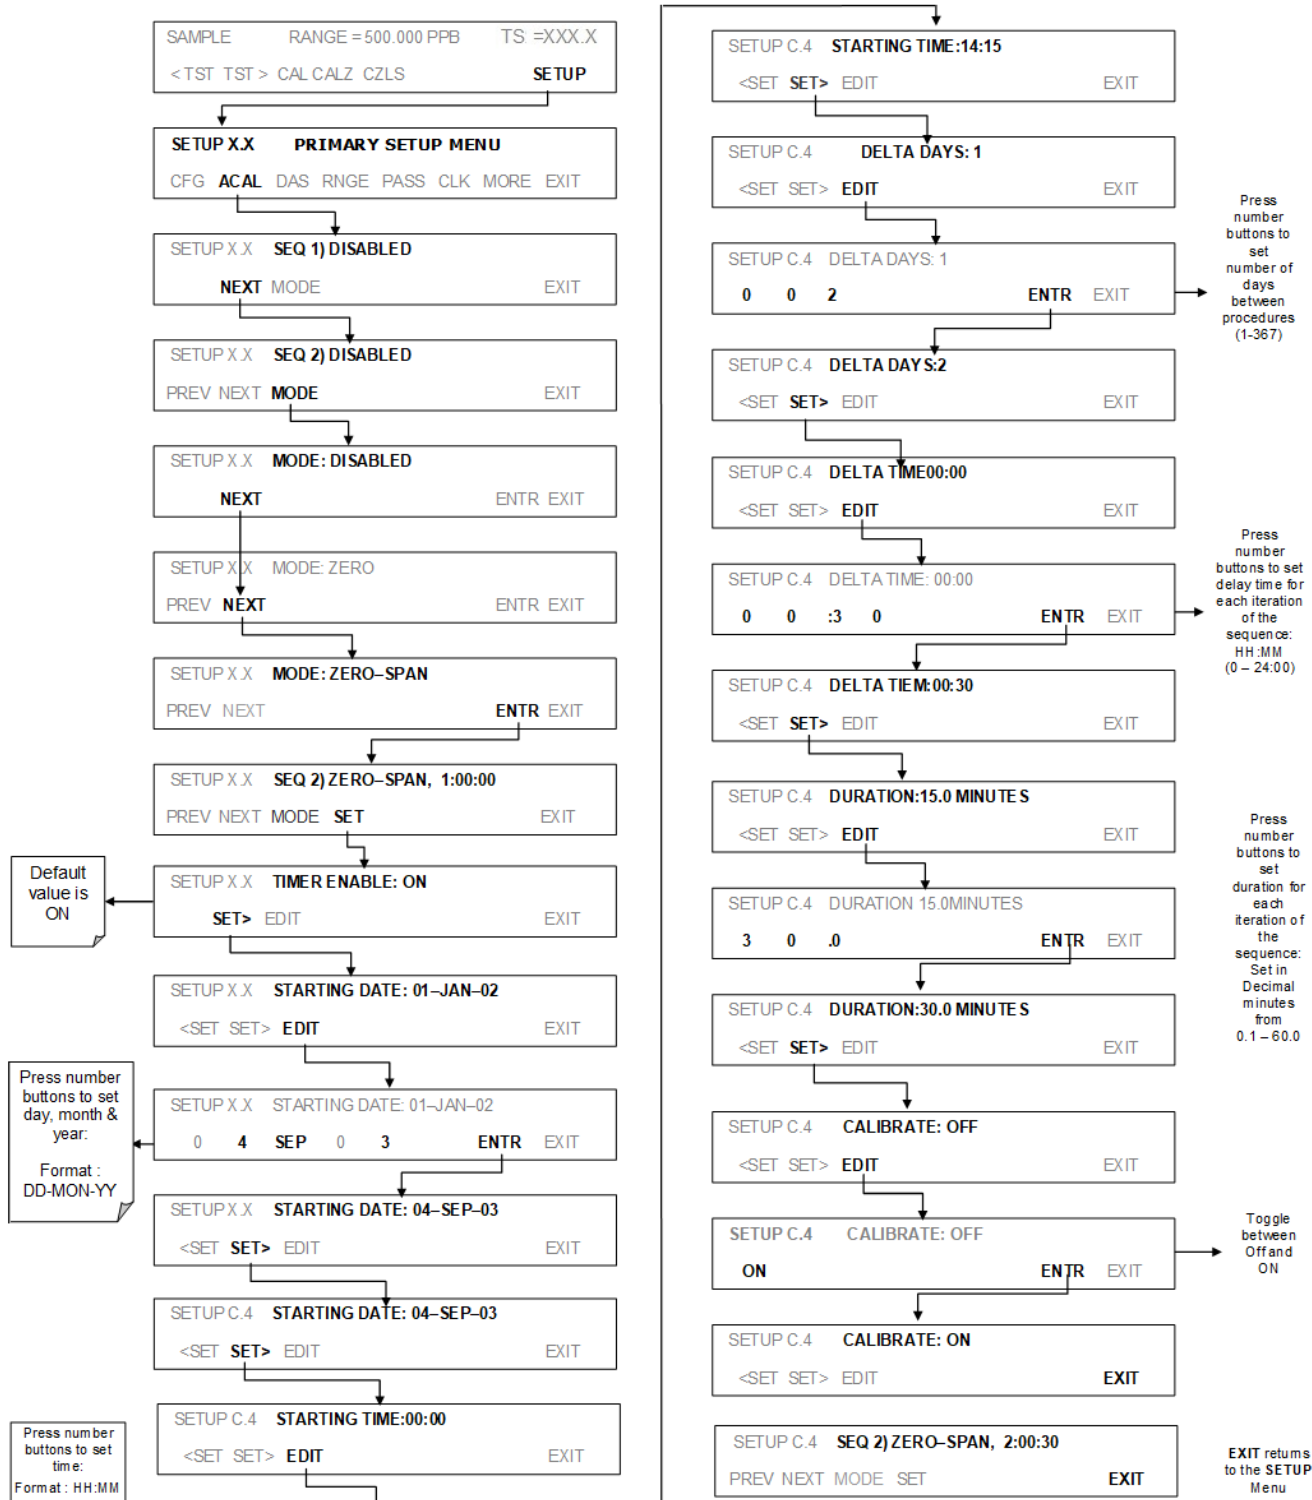 SAMPLE RANGE = 500.000 PPB TS: =XXX.X
< TST TST > CAL CALZ CZLS SETUP
SETUP X.X PRIMARY SETUP MENU
CFG ACAL DAS RNGE PASS CLK MORE EXIT
SETUP X.X SEQ 1) DISABLED
NEXT MODE EXIT
SETUP X.X SEQ 2) DISABLED
PREV NEXT MODE EXIT
SETUP X.X MODE: DISABLED
NEXT ENTR EXIT
SETUP X.X MODE: ZERO
PREV NEXT ENTR EXIT
SETUP X.X MODE: ZERO–SPAN
PREV NEXT ENTR EXIT
SETUP X.X SEQ 2) ZERO–SPAN, 1:00:00
PREV NEXT MODE SET EXIT
Default
value is
ON
SETUP X.X TIMER ENABLE: ON
SET> EDIT EXIT
SETUP X.X STARTING DATE: 01–JAN–02
<SET SET> EDIT EXIT
Press number
buttons to set
day, month &
year:
Format :
DD-MON-YY
SETUP X.X STARTING DATE: 01–JAN–02
0 4 SEP 0 3 ENTR EXIT
SETUP X.X STARTING DATE: 04–SEP–03
<SET SET> EDIT EXIT
SETUP C.4 STARTING DATE: 04–SEP–03
<SET SET> EDIT EXIT
Press number
buttons to set
time:
Format : HH:MM
SETUP C.4 STARTING TIME:00:00
<SET SET> EDIT EXIT
SETUP C.4 STARTING TIME:14:15
<SET SET> EDIT EXIT
SETUP C.4 DELTA DAYS: 1
<SET SET> EDIT EXIT
SETUP C.4 DELTA DAYS: 1
0 0 2 ENTR EXIT
Press
number
buttons to
set
number of
days
between
procedures
(1-367)
SETUP C.4 DELTA DAYS:2
<SET SET> EDIT EXIT
SETUP C.4 DELTA TIME00:00
<SET SET> EDIT EXIT
SETUP C.4 DELTA TIME: 00:00
0 0 :3 0 ENTR EXIT
Press
number
buttons to set
delay time for
each iteration
of the
sequence:
HH:MM
(0 – 24:00)
SETUP C.4 DELTA TIEM:00:30
<SET SET> EDIT EXIT
SETUP C.4 DURATION:15.0 MINUTES
<SET SET> EDIT EXIT
SETUP C.4 DURATION 15.0MINUTES
3 0 .0 ENTR EXIT
Press
number
buttons to
set
duration for
each
iteration of
the
sequence:
Set in
Decimal
minutes
from
0.1 – 60.0
SETUP C.4 DURATION:30.0 MINUTES
<SET SET> EDIT EXIT
SETUP C.4 CALIBRATE: OFF
<SET SET> EDIT EXIT
SETUP C.4 CALIBRATE: OFF
ON ENTR EXIT
Toggle
between
Off and
ON
SETUP C.4 CALIBRATE: ON
<SET SET> EDIT EXIT
SETUP C.4 SEQ 2) ZERO–SPAN, 2:00:30
PREV NEXT MODE SET EXIT
EXIT returns
to the SETUP
Menu